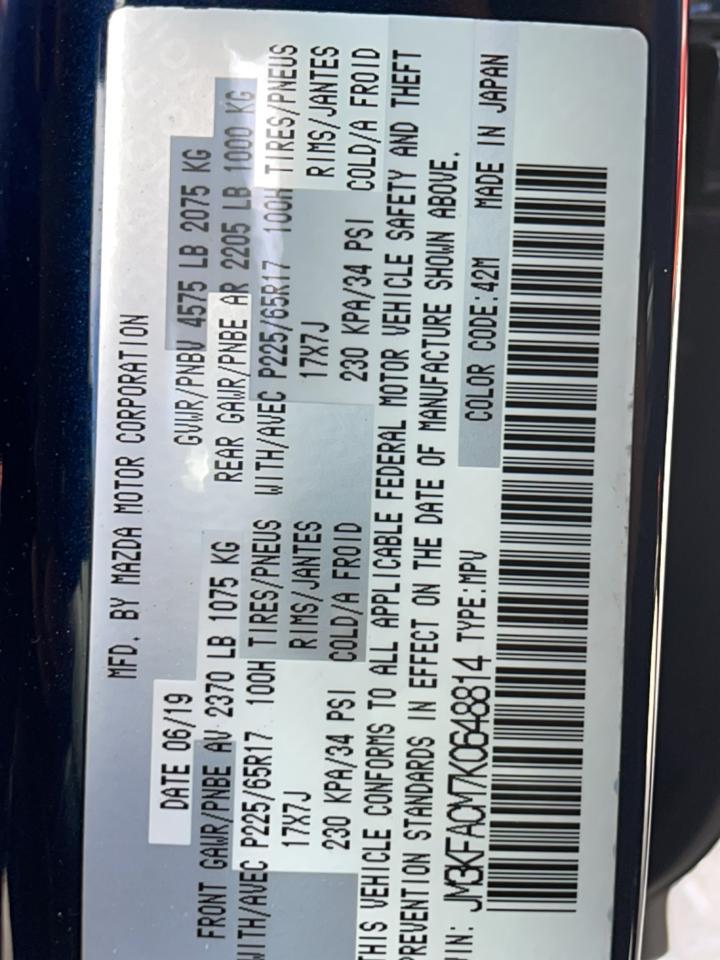 MFD. BY MAZDA MOTOR CORPORATION
DATE 06/19 GVWR/PNBV 4575 LB 2075 KG
FRONT GAWR/PNBE AV 2370 LB 1075 KG REAR GAWR/PNBE AR 2205 LB 1000 KG
WITH/AVEC P225/65R17 100H TIRES/PNEUS WITH/AVEC P225/65R17 100H TIRES/PNEUS
17X7J RIMS/JANTES 17X7J RIMS/JANTES
230 KPA/34 PSI COLD/A FROID 230 KPA/34 PSI COLD/A FROID
THIS VEHICLE CONFORMS TO ALL APPLICABLE FEDERAL MOTOR VEHICLE SAFETY AND THEFT
PREVENTION STANDARDS IN EFFECT ON THE DATE OF MANUFACTURE SHOWN ABOVE.
COLOR CODE:42M MADE IN JAPAN
VIN: JM3KFACM7K0648814 TYPE:MPV